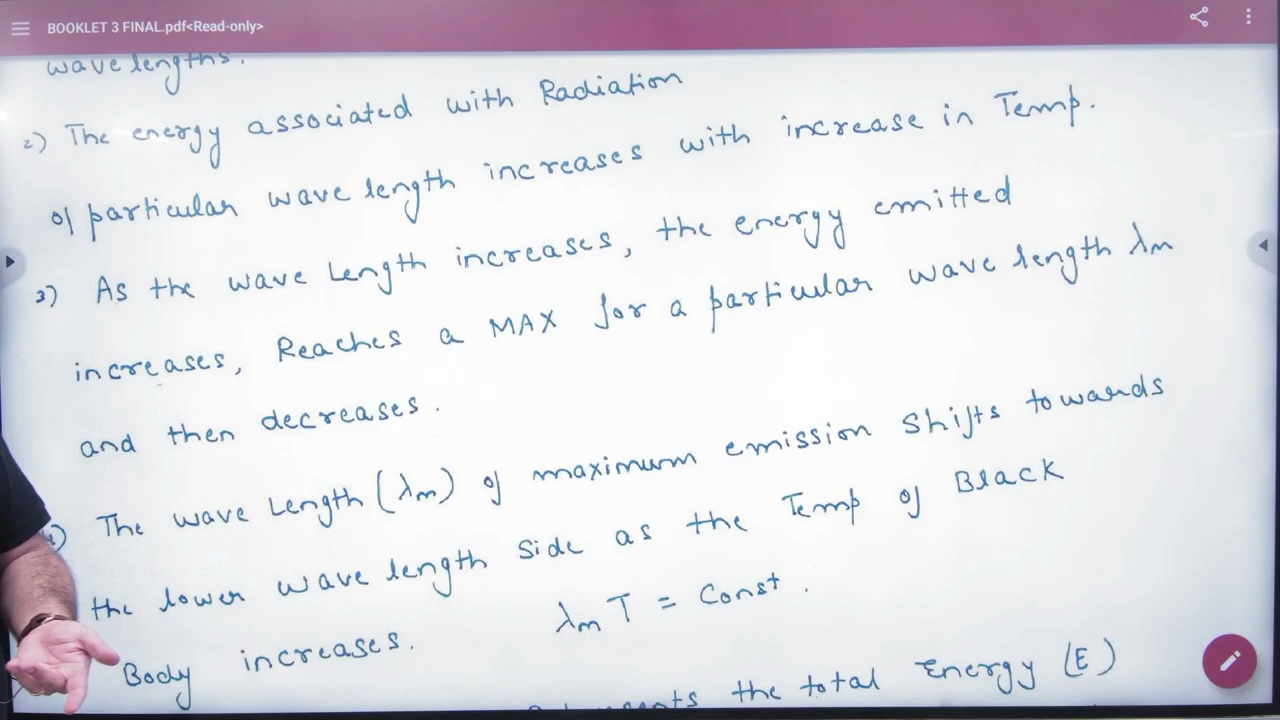 BOOKLET 3 FINAL.pdf<Read-only>
wave lengths.
2) The energy associated with Radiation
of particular wave length increases with increase in Temp.
3) As the wave Length increases, the energy emitted
increases, Reaches a MAX for a particular wave length λm
and then decreases.
The wave Length (λm) of maximum emission shifts towards
the lower wave length side as the Temp of Black
Body increases. λm T = Const.
the total Energy (E)